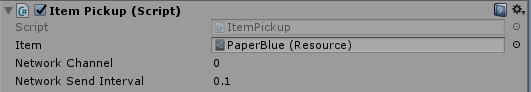 Item Pickup (Script)
Script ItemPickup
Item PaperBlue (Resource)
Network Channel 0
Network Send Interval 0.1